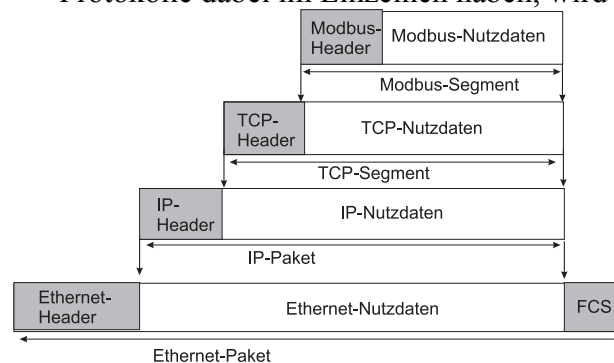 Protokolle dabei im Einzelnen haben, wird
Modbus-
Header
Modbus-Nutzdaten
Modbus-Segment
TCP-
Header
TCP-Nutzdaten
TCP-Segment
IP-
Header
IP-Nutzdaten
IP-Paket
Ethernet-
Header
Ethernet-Nutzdaten
FCS
Ethernet-Paket